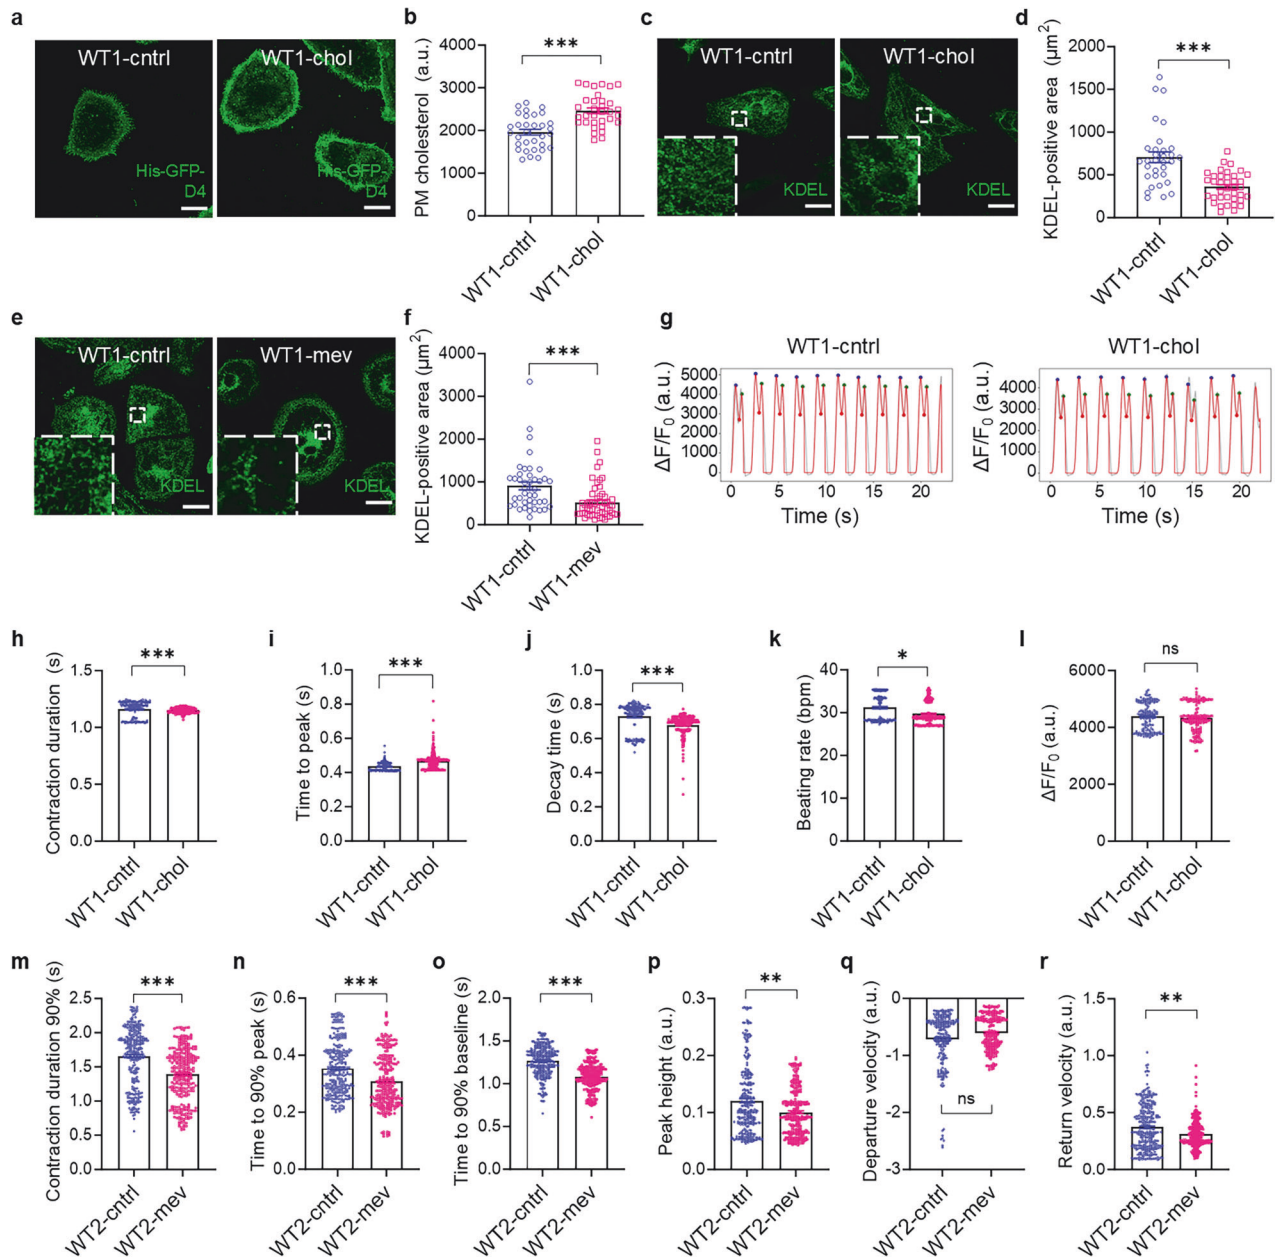 a
WT1-cntrl
WT1-chol
His-GFP-
D4
His-GFP-
D4
b
PM cholesterol (a.u.)
4000
3000
2000
1000
0
***
WT1-cntrl
WT1-chol
c
WT1-cntrl
WT1-chol
KDEL
KDEL
d
KDEL-positive area (µm²)
2000
1500
1000
500
0
***
WT1-cntrl
WT1-chol
e
WT1-cntrl
WT1-mev
KDEL
KDEL
f
KDEL-positive area (µm²)
4000
3000
2000
1000
0
***
WT1-cntrl
WT1-mev
g
WT1-cntrl
ΔF/F₀ (a.u.)
5000
4000
3000
2000
1000
0
0 5 10 15 20
Time (s)
WT1-chol
ΔF/F₀ (a.u.)
4000
3000
2000
1000
0
0 5 10 15 20
Time (s)
h
Contraction duration (s)
1.5
1.0
0.5
0.0
***
WT1-cntrl
WT1-chol
i
Time to peak (s)
1.0
0.8
0.6
0.4
0.2
0.0
***
WT1-cntrl
WT1-chol
j
Decay time (s)
1.0
0.8
0.6
0.4
0.2
0.0
***
WT1-cntrl
WT1-chol
k
Beating rate (bpm)
40
30
20
10
0
*
WT1-cntrl
WT1-chol
l
ΔF/F₀ (a.u.)
6000
4000
2000
0
ns
WT1-cntrl
WT1-chol
m
Contraction duration 90% (s)
2.5
2.0
1.5
1.0
0.5
0.0
***
WT2-cntrl
WT2-mev
n
Time to 90% peak (s)
0.6
0.4
0.2
0.0
***
WT2-cntrl
WT2-mev
o
Time to 90% baseline (s)
2.0
1.5
1.0
0.5
0.0
***
WT2-cntrl
WT2-mev
p
Peak height (a.u.)
0.3
0.2
0.1
0.0
**
WT2-cntrl
WT2-mev
q
Departure velocity (a.u.)
0
-1
-2
-3
ns
WT2-cntrl
WT2-mev
r
Return velocity (a.u.)
1.5
1.0
0.5
0.0
**
WT2-cntrl
WT2-mev